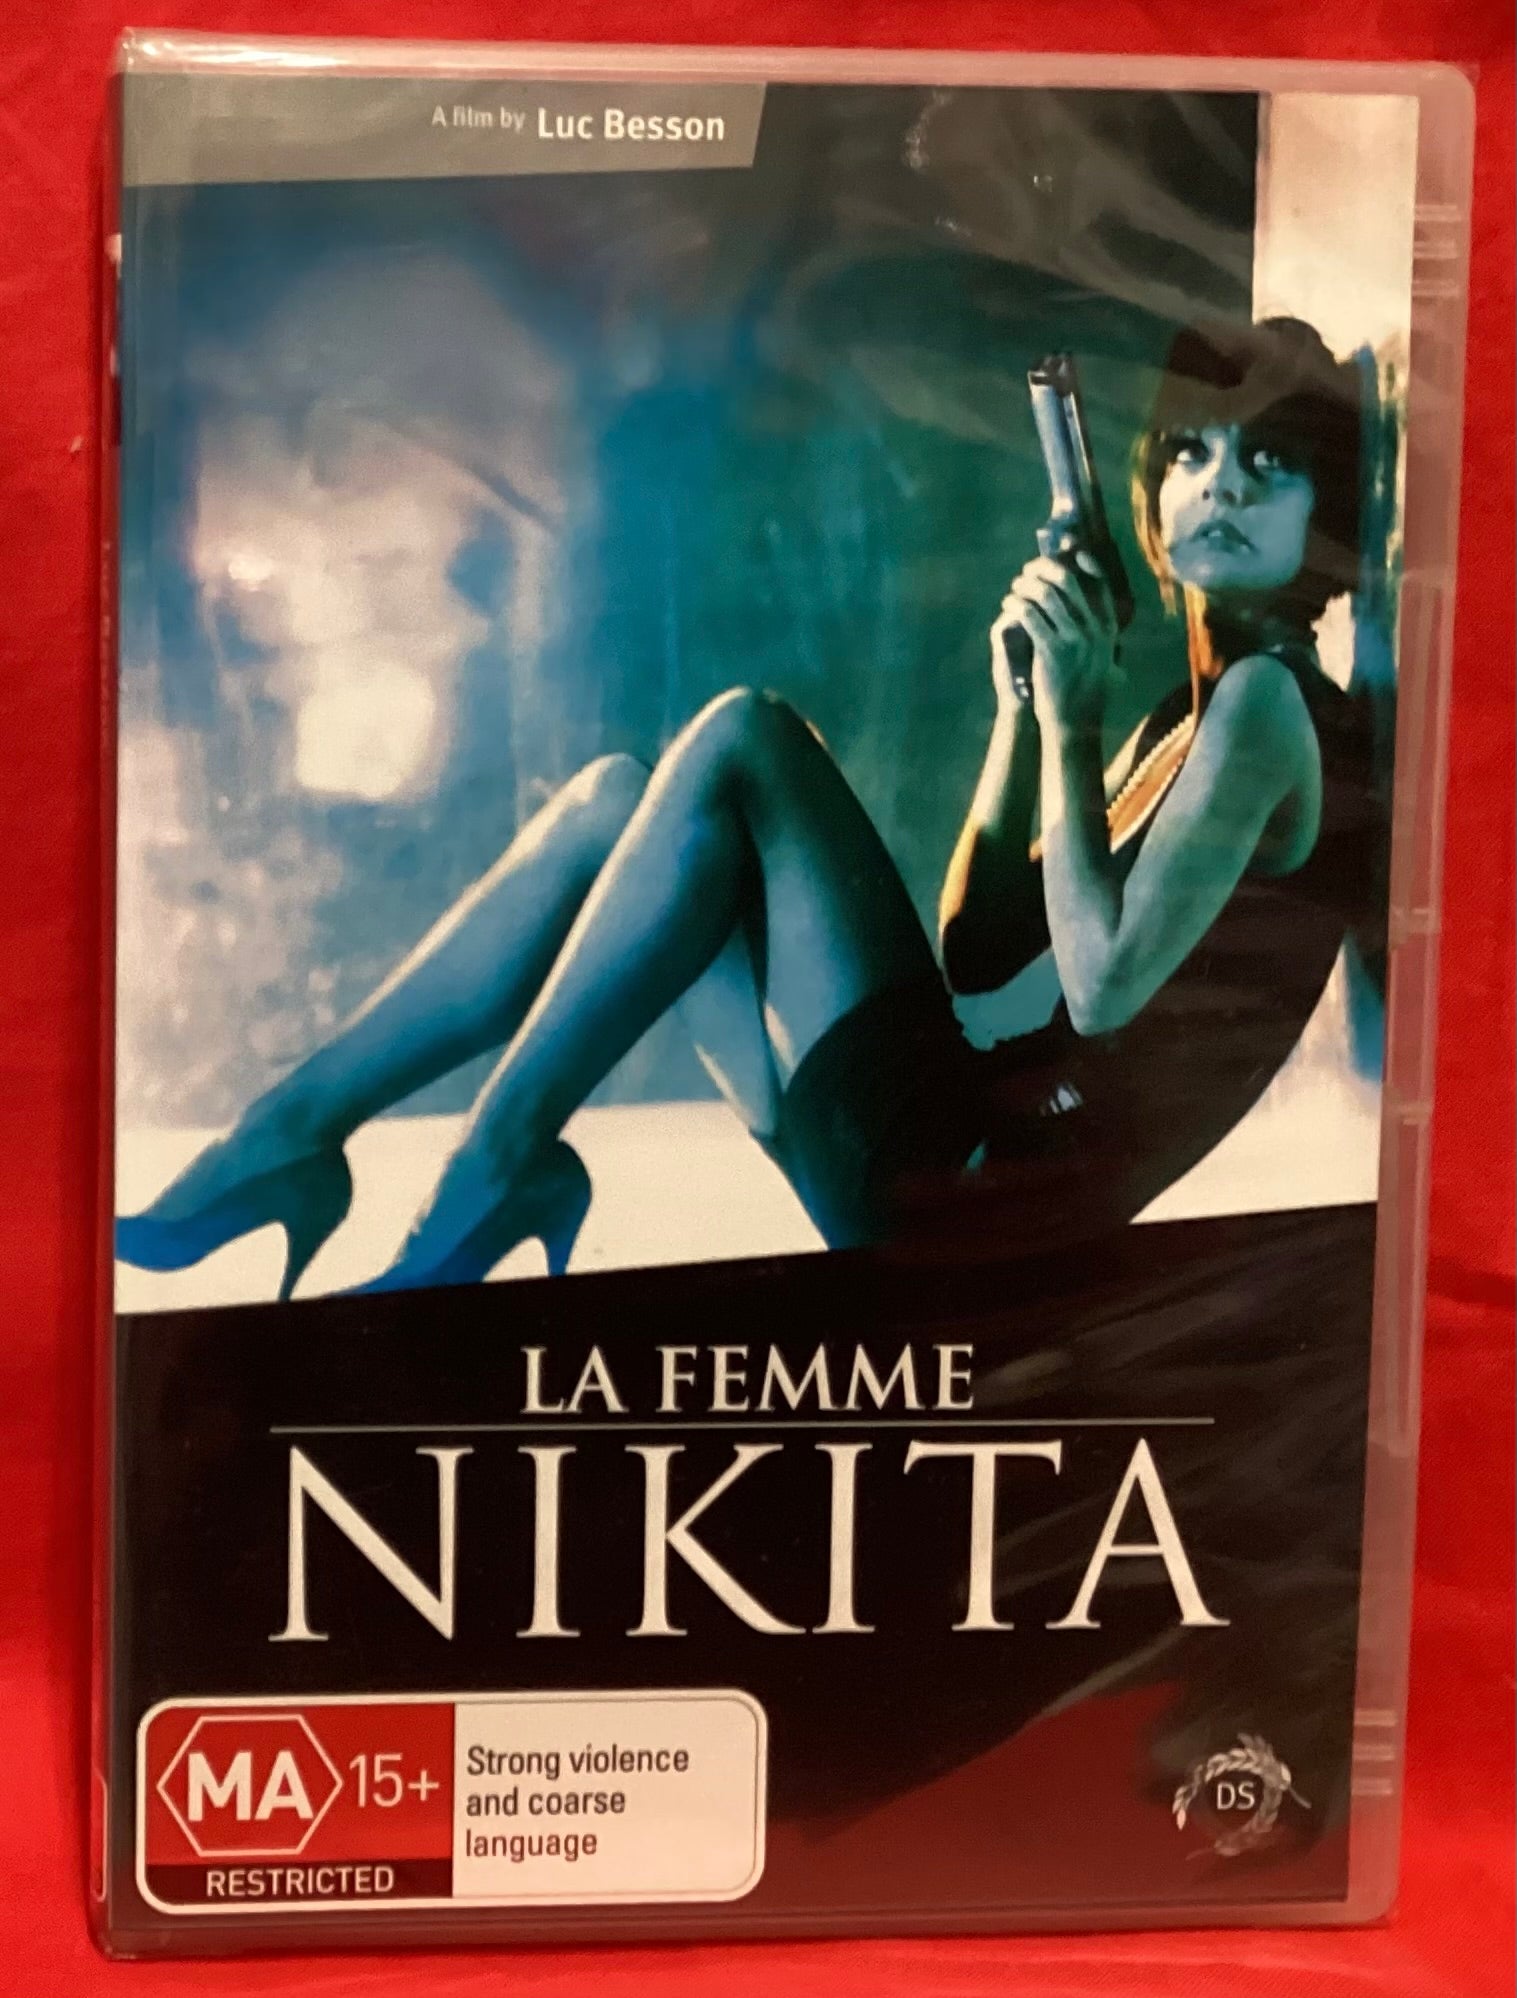 A film by Luc Besson
LA FEMME
NIKITA
MA 15+
RESTRICTED
Strong violence
and coarse
language
DS